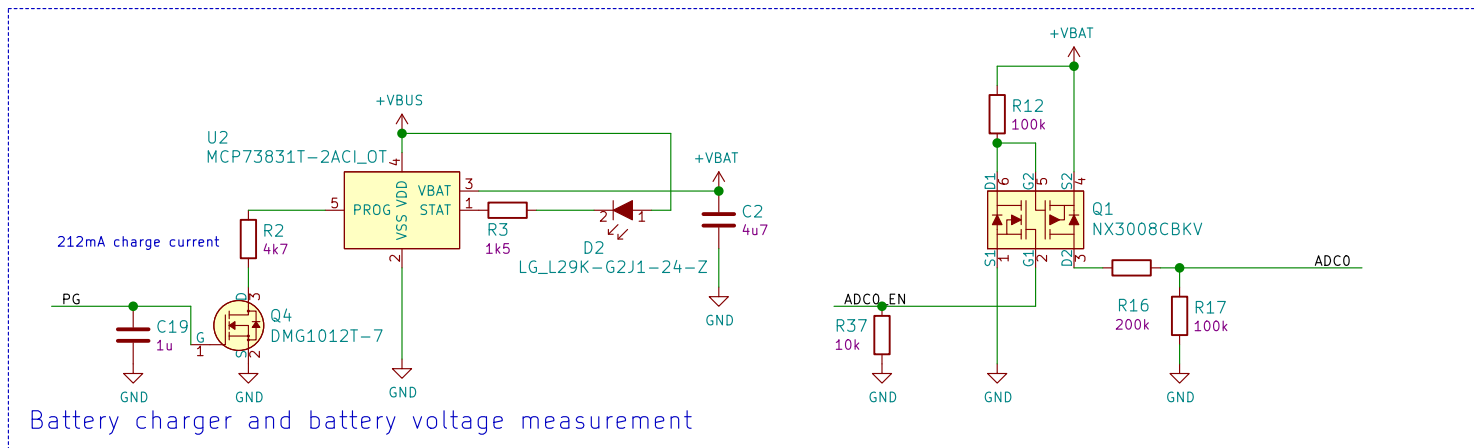 +VBUS
U2
MCP73831T-2ACI_OT
4
VDD
VSS
5
PROG
VBAT
3
STAT
1
2
GND
+VBAT
C2
4u7
GND
R3
1k5
2
1
D2
LG_L29K-G2J1-24-Z
212mA charge current
R2
4k7
PG
C19
1u
GND
D
3
G
1
S
2
Q4
DMG1012T-7
GND
+VBAT
R12
100k
D1
6
G2
5
S2
4
Q1
NX3008CBKV
S1
1
G1
2
D2
3
ADC0_EN
R37
10k
GND
GND
R16
200k
R17
100k
ADC0
GND
Battery charger and battery voltage measurement